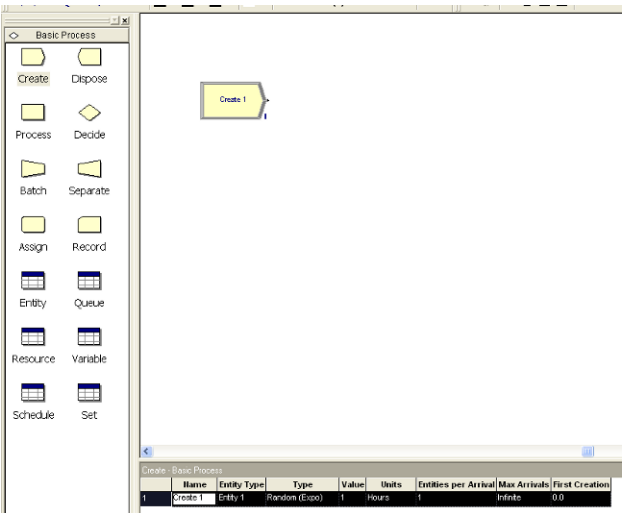 Basic Process
Create Dispose
Process Decide
Batch Separate
Assign Record
Entity Queue
Resource Variable
Schedule Set
Create 1
Create - Basic Process
Name Entity Type Type Value Units Entities per Arrival Max Arrivals First Creation
1 Create 1 Entity 1 Random (Expo) 1 Hours 1 Infinite 0.0